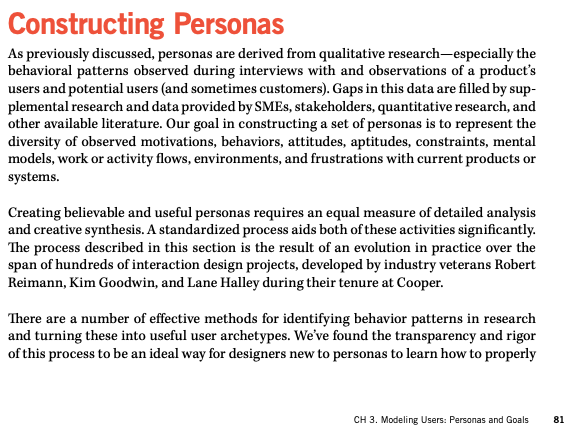 Constructing Personas
As previously discussed, personas are derived from qualitative research—especially the
behavioral patterns observed during interviews with and observations of a product’s
users and potential users (and sometimes customers). Gaps in this data are filled by sup-
plemental research and data provided by SMEs, stakeholders, quantitative research, and
other available literature. Our goal in constructing a set of personas is to represent the
diversity of observed motivations, behaviors, attitudes, aptitudes, constraints, mental
models, work or activity flows, environments, and frustrations with current products or
systems.
Creating believable and useful personas requires an equal measure of detailed analysis
and creative synthesis. A standardized process aids both of these activities significantly.
The process described in this section is the result of an evolution in practice over the
span of hundreds of interaction design projects, developed by industry veterans Robert
Reimann, Kim Goodwin, and Lane Halley during their tenure at Cooper.
There are a number of effective methods for identifying behavior patterns in research
and turning these into useful user archetypes. We’ve found the transparency and rigor
of this process to be an ideal way for designers new to personas to learn how to properly
CH 3. Modeling Users: Personas and Goals 81